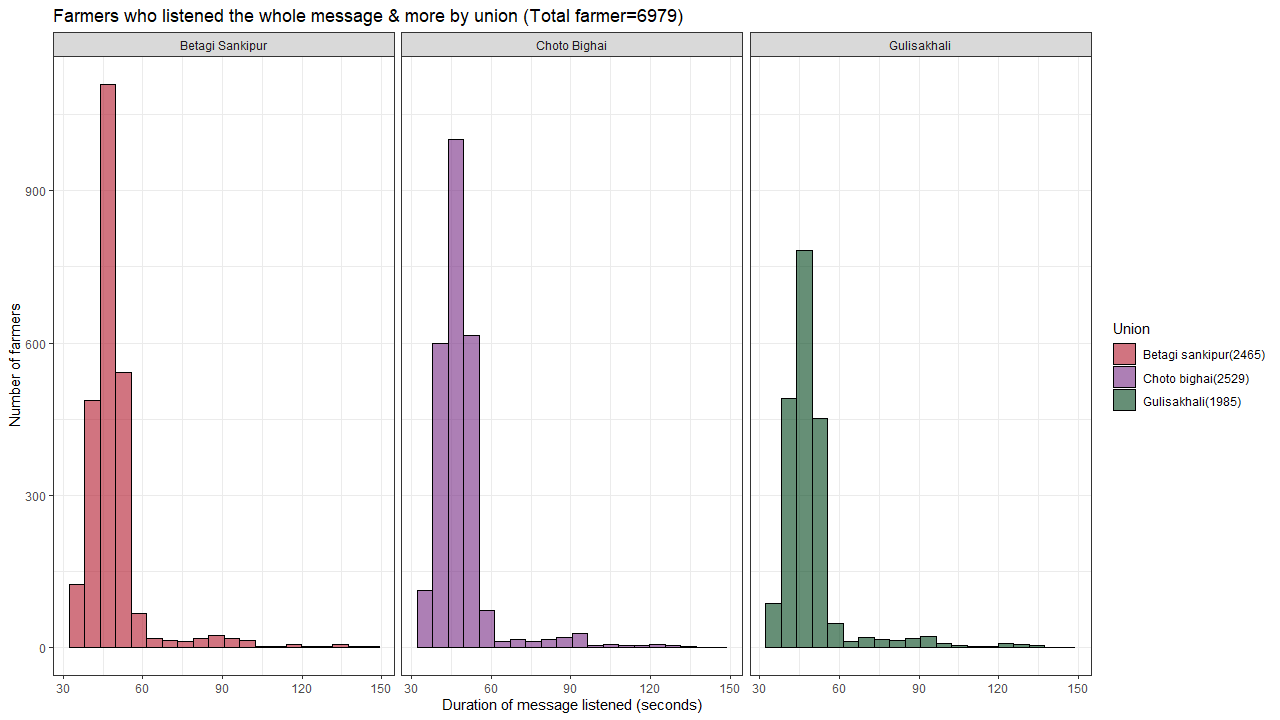 Farmers who listened the whole message & more by union (Total farmer=6979)
Betagi Sankipur
Choto Bighai
Gulisakhali
Number of farmers
900
600
300
0
30 60 90 120 150
30 60 90 120 150
30 60 90 120 150
Duration of message listened (seconds)
Union
Betagi sankipur(2465)
Choto bighai(2529)
Gulisakhali(1985)